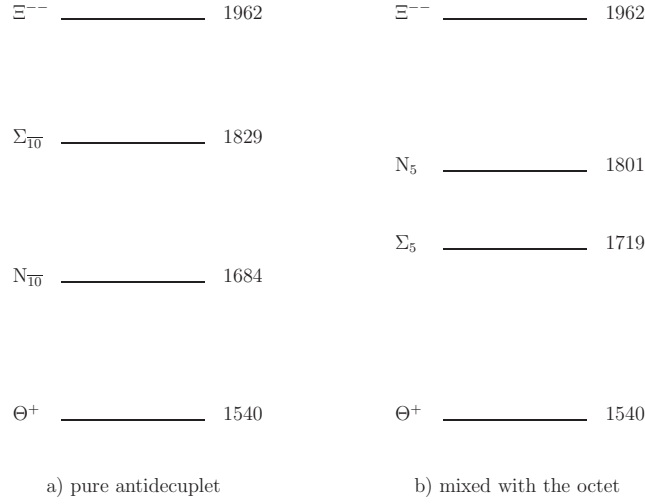 Ξ⁻⁻ 1962 Ξ⁻⁻ 1962
Σ_{\overline{10}} 1829
N₅ 1801
Σ₅ 1719
N_{\overline{10}} 1684
Θ⁺ 1540 Θ⁺ 1540
a) pure antidecuplet b) mixed with the octet